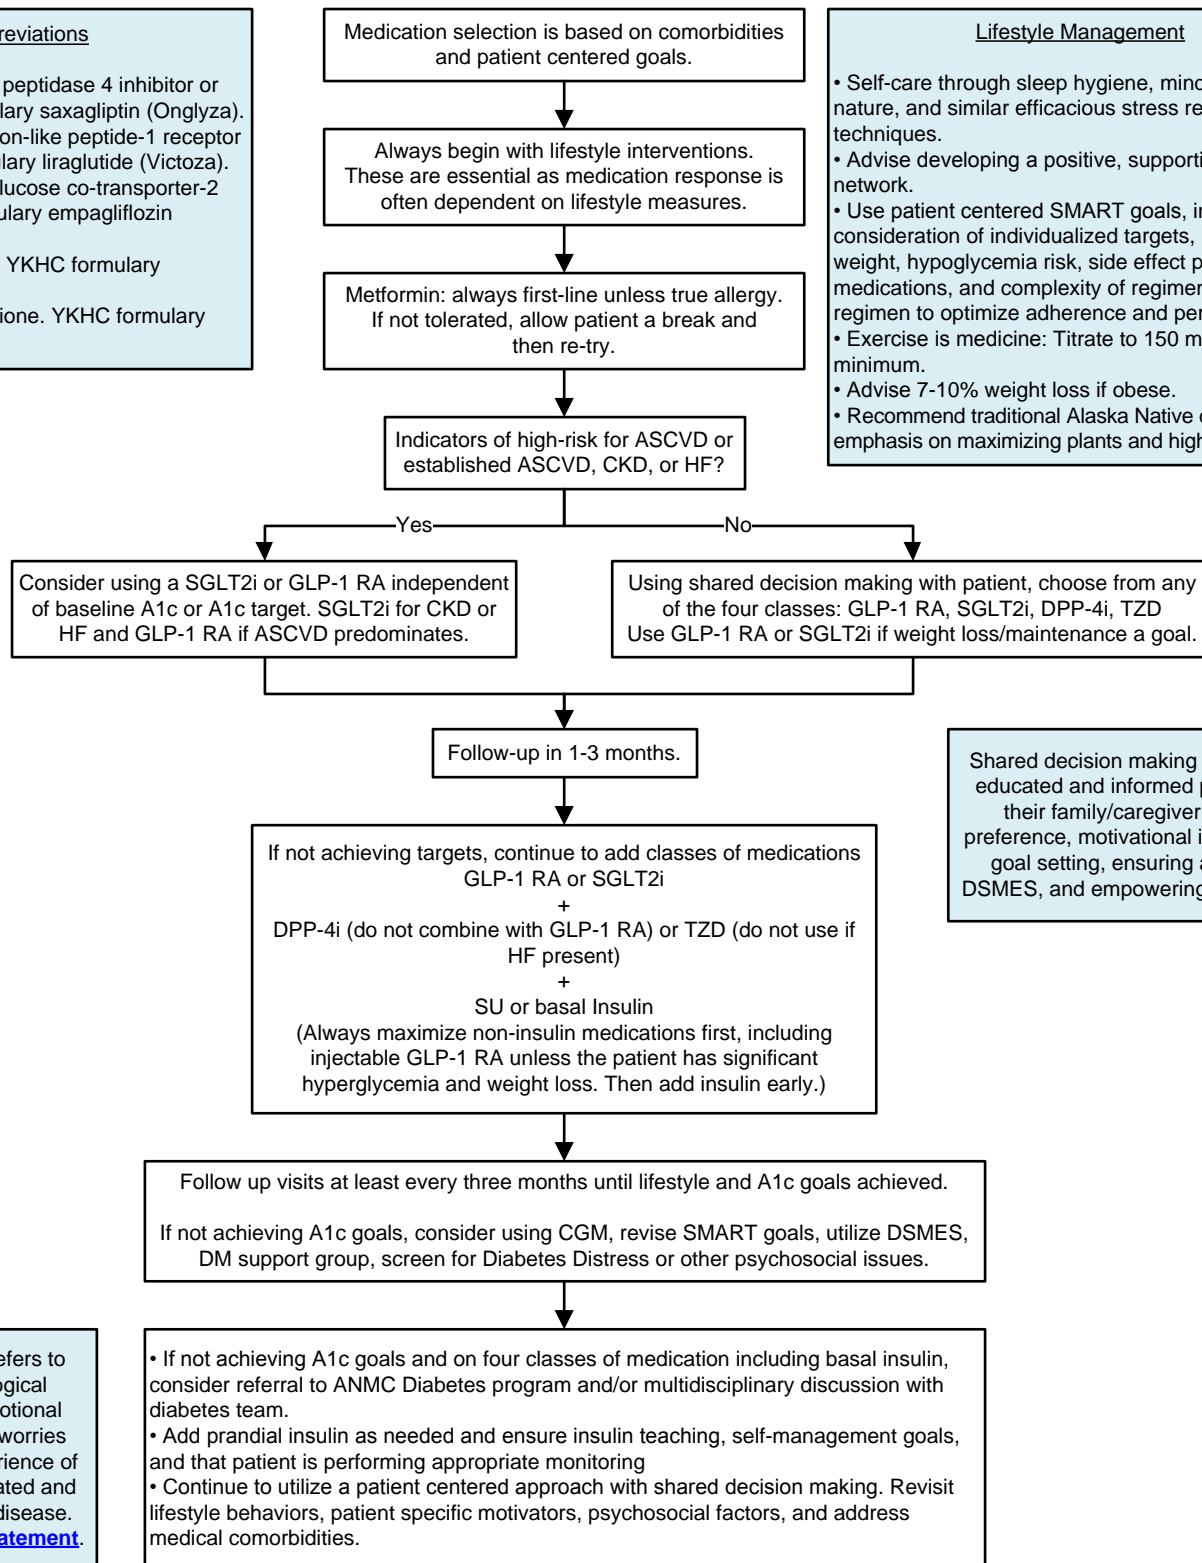 reviations
peptidase 4 inhibitor or
lary saxagliptin (Onglyza).
on-like peptide-1 receptor
ulary liraglutide (Victoza).
lucose co-transporter-2
ulary empagliflozin
YKHC formulary
ione. YKHC formulary
Medication selection is based on comorbidities
and patient centered goals.
Always begin with lifestyle interventions.
These are essential as medication response is
often dependent on lifestyle measures.
Metformin: always first-line unless true allergy.
If not tolerated, allow patient a break and
then re-try.
Lifestyle Management
• Self-care through sleep hygiene, minc
nature, and similar efficacious stress re
techniques.
• Advise developing a positive, supporti
network.
• Use patient centered SMART goals, in
consideration of individualized targets,
weight, hypoglycemia risk, side effect p
medications, and complexity of regimen
regimen to optimize adherence and per
• Exercise is medicine: Titrate to 150 m
minimum.
• Advise 7-10% weight loss if obese.
• Recommend traditional Alaska Native d
emphasis on maximizing plants and high
Indicators of high-risk for ASCVD or
established ASCVD, CKD, or HF?
Yes
No
Consider using a SGLT2i or GLP-1 RA independent
of baseline A1c or A1c target. SGLT2i for CKD or
HF and GLP-1 RA if ASCVD predominates.
Using shared decision making with patient, choose from any
of the four classes: GLP-1 RA, SGLT2i, DPP-4i, TZD
Use GLP-1 RA or SGLT2i if weight loss/maintenance a goal.
Follow-up in 1-3 months.
Shared decision making
educated and informed p
their family/caregiver
preference, motivational i
goal setting, ensuring a
DSMES, and empowering
If not achieving targets, continue to add classes of medications
GLP-1 RA or SGLT2i
+
DPP-4i (do not combine with GLP-1 RA) or TZD (do not use if
HF present)
+
SU or basal Insulin
(Always maximize non-insulin medications first, including
injectable GLP-1 RA unless the patient has significant
hyperglycemia and weight loss. Then add insulin early.)
Follow up visits at least every three months until lifestyle and A1c goals achieved.
If not achieving A1c goals, consider using CGM, revise SMART goals, utilize DSMES,
DM support group, screen for Diabetes Distress or other psychosocial issues.
efers to
ogical
otional
worries
rience of
ated and
disease.
atement.
• If not achieving A1c goals and on four classes of medication including basal insulin,
consider referral to ANMC Diabetes program and/or multidisciplinary discussion with
diabetes team.
• Add prandial insulin as needed and ensure insulin teaching, self-management goals,
and that patient is performing appropriate monitoring
• Continue to utilize a patient centered approach with shared decision making. Revisit
lifestyle behaviors, patient specific motivators, psychosocial factors, and address
medical comorbidities.